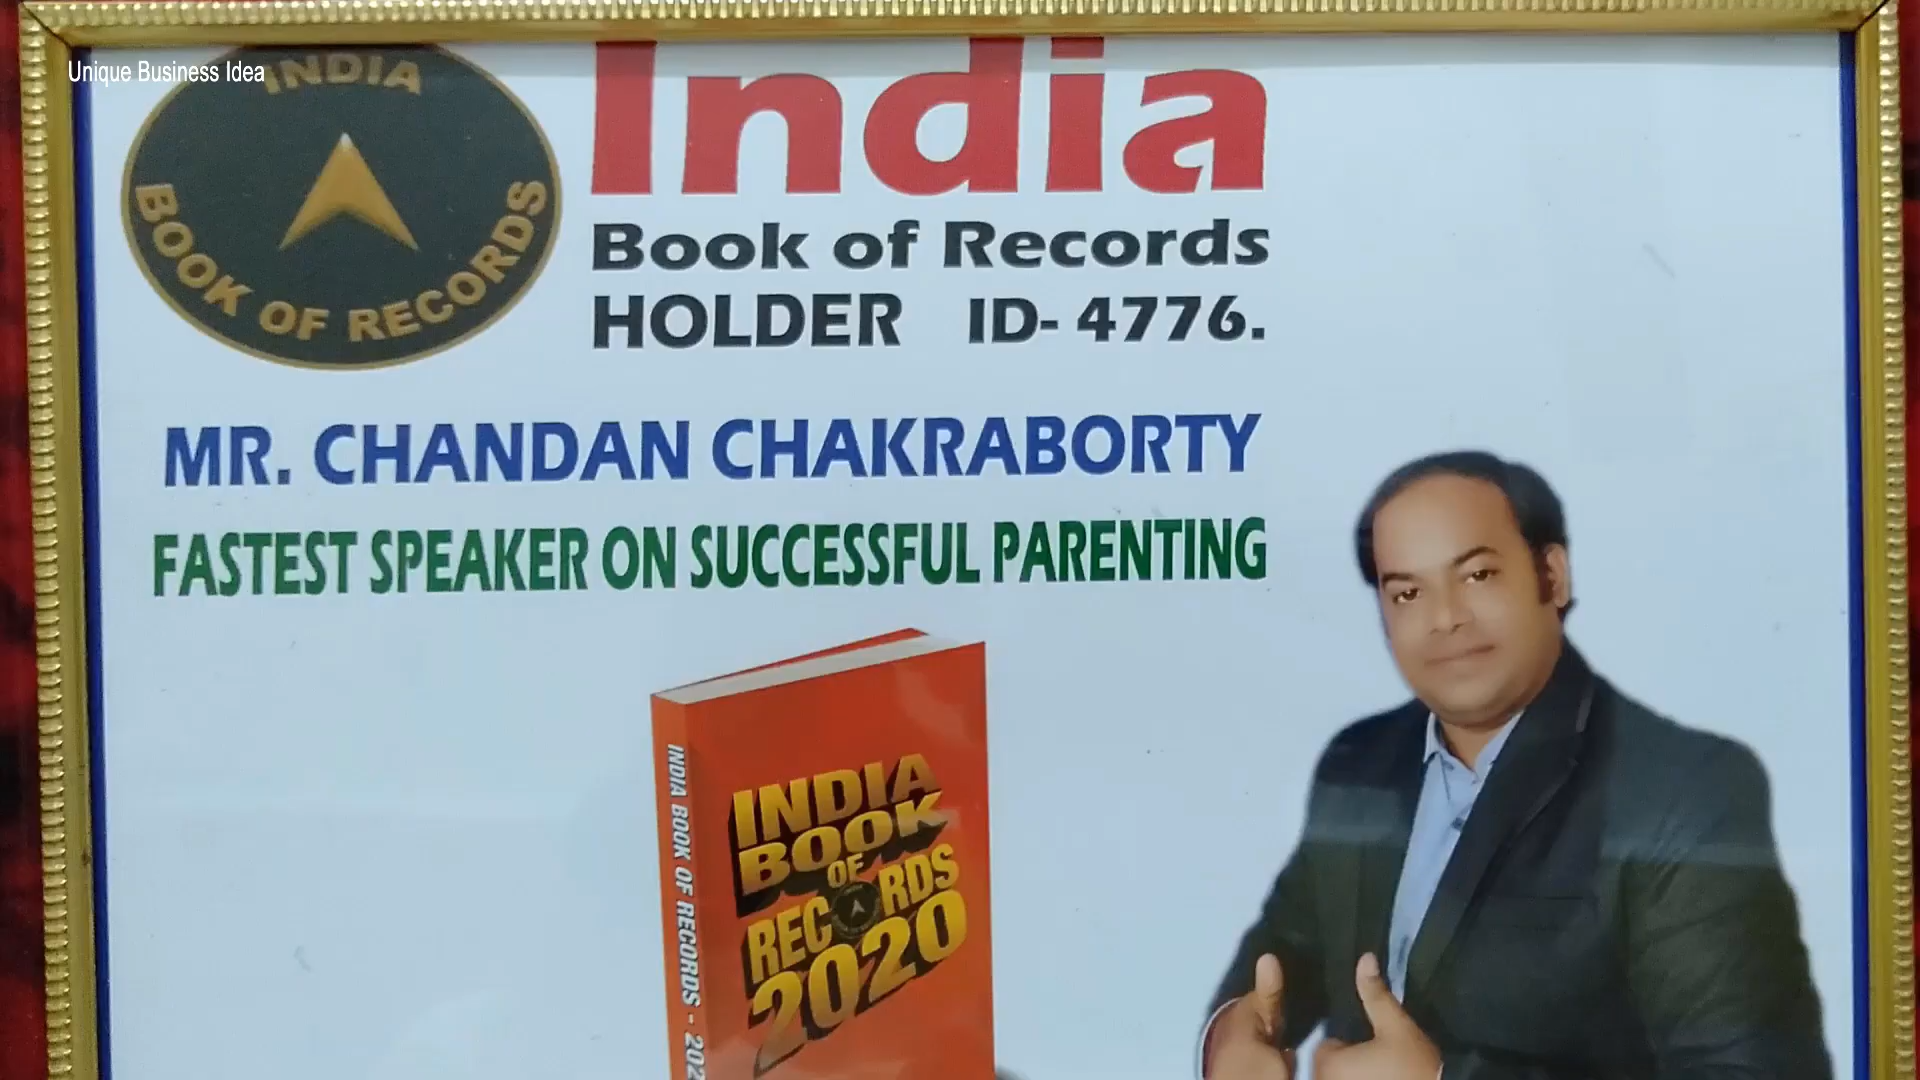 Unique Business Idea
INDIA
BOOK OF RECORDS
India
Book of Records
HOLDER ID- 4776.
MR. CHANDAN CHAKRABORTY
FASTEST SPEAKER ON SUCCESSFUL PARENTING
INDIA BOOK OF RECORDS - 202
INDIA
BOOK
OF
RECORDS
2020